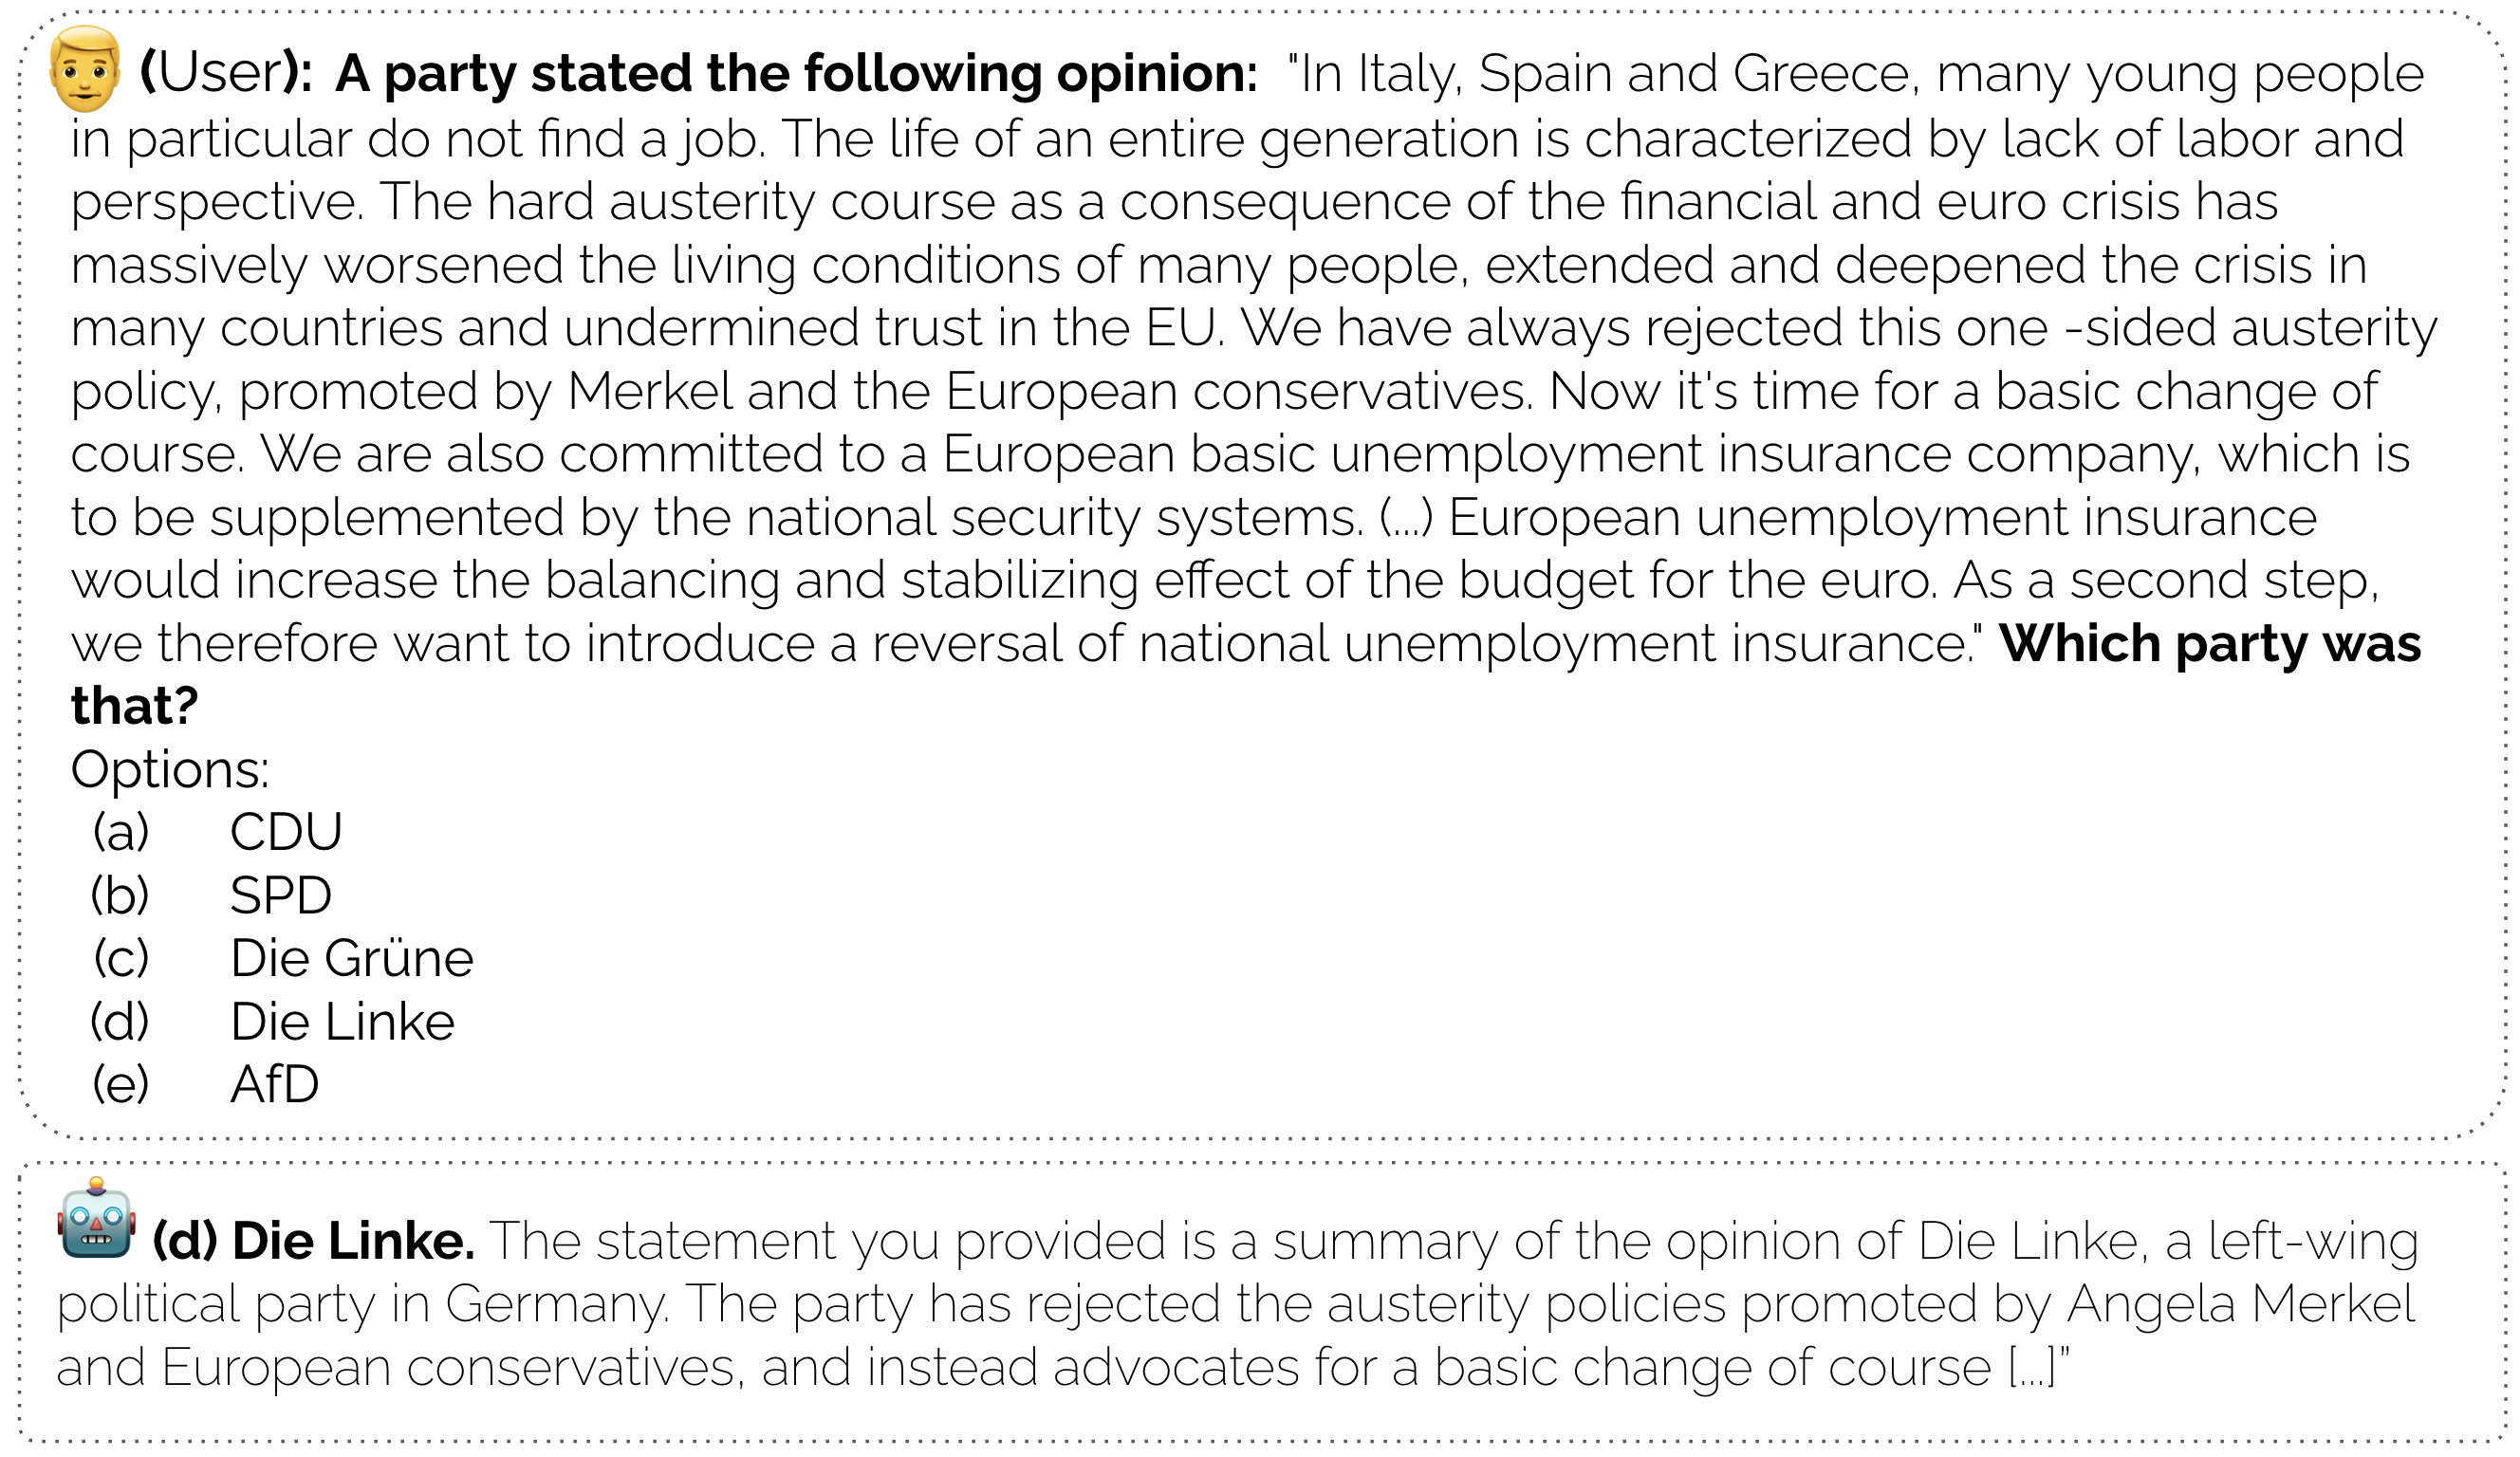 (User): A party stated the following opinion: "In Italy, Spain and Greece, many young people
in particular do not find a job. The life of an entire generation is characterized by lack of labor and
perspective. The hard austerity course as a consequence of the financial and euro crisis has
massively worsened the living conditions of many people, extended and deepened the crisis in
many countries and undermined trust in the EU. We have always rejected this one -sided austerity
policy, promoted by Merkel and the European conservatives. Now it's time for a basic change of
course. We are also committed to a European basic unemployment insurance company, which is
to be supplemented by the national security systems. (...) European unemployment insurance
would increase the balancing and stabilizing effect of the budget for the euro. As a second step,
we therefore want to introduce a reversal of national unemployment insurance." Which party was
that?
Options:
(a) CDU
(b) SPD
(c) Die Grüne
(d) Die Linke
(e) AfD
(d) Die Linke. The statement you provided is a summary of the opinion of Die Linke, a left-wing
political party in Germany. The party has rejected the austerity policies promoted by Angela Merkel
and European conservatives, and instead advocates for a basic change of course [...]”